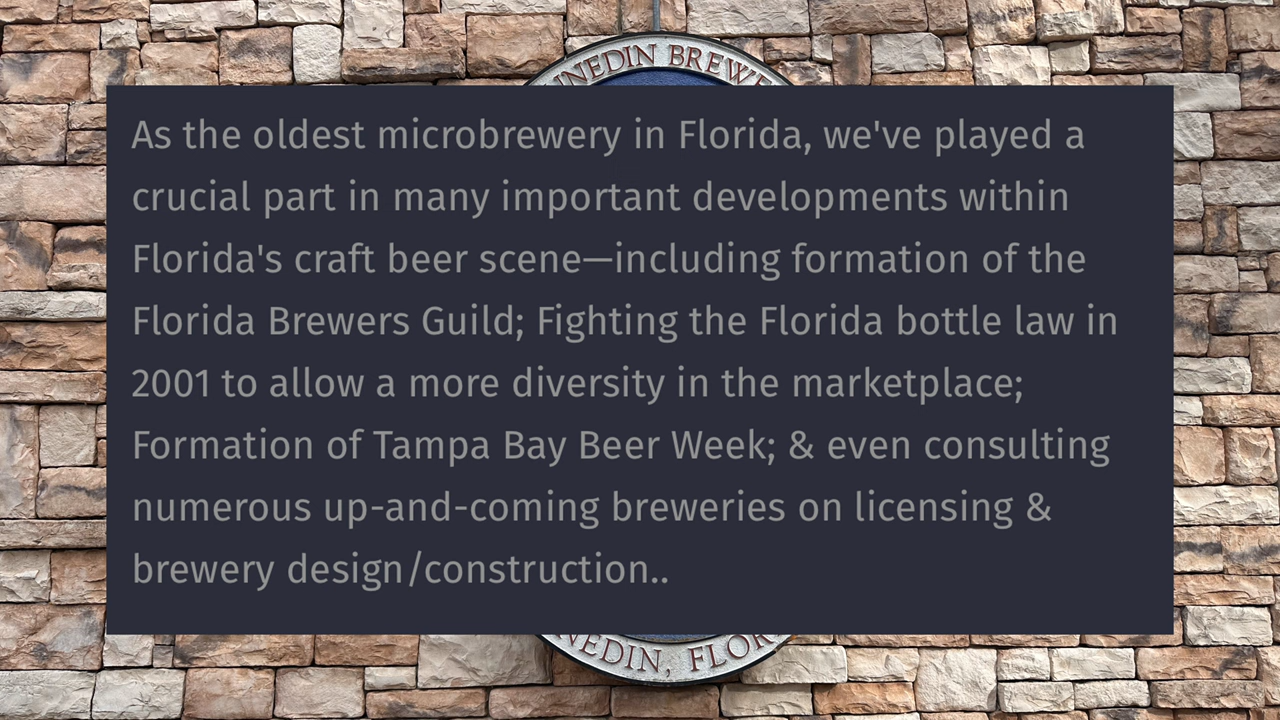 NEDIN BREWE
As the oldest microbrewery in Florida, we've played a
crucial part in many important developments within
Florida's craft beer scene—including formation of the
Florida Brewers Guild; Fighting the Florida bottle law in
2001 to allow a more diversity in the marketplace;
Formation of Tampa Bay Beer Week; & even consulting
numerous up-and-coming breweries on licensing &
brewery design/construction..
NEDIN, FLOR